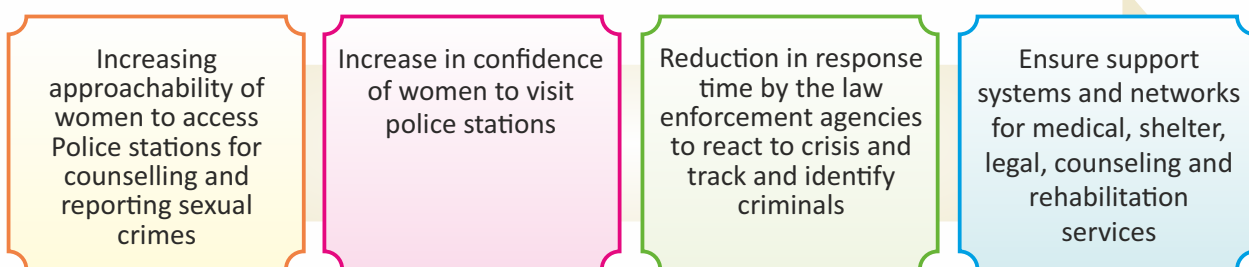 Increasing
approachability of
women to access
Police stations for
counselling and
reporting sexual
crimes
Increase in confidence
of women to visit
police stations
Reduction in response
time by the law
enforcement agencies
to react to crisis and
track and identify
criminals
Ensure support
systems and networks
for medical, shelter,
legal, counseling and
rehabilitation
services